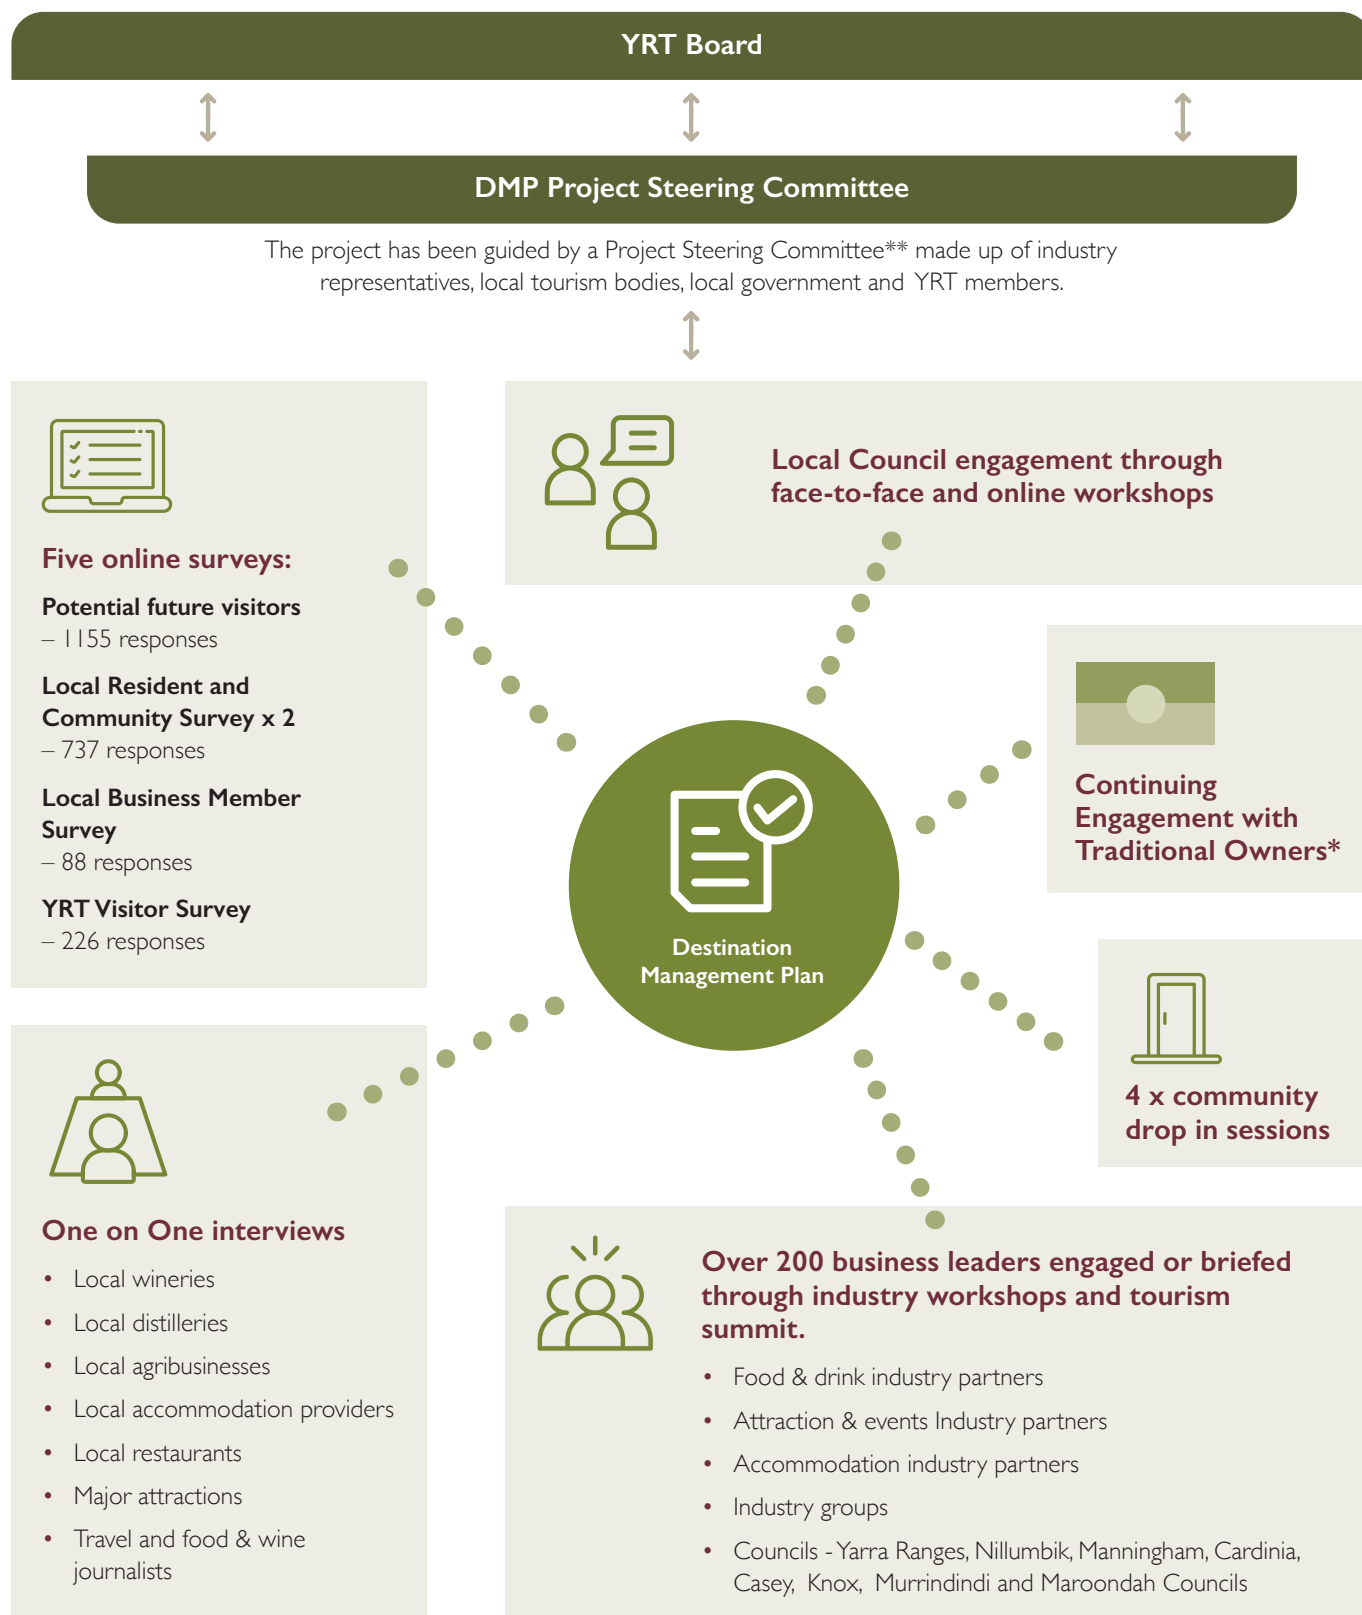 YRT Board
DMP Project Steering Committee
The project has been guided by a Project Steering Committee** made up of industry
representatives, local tourism bodies, local government and YRT members.
Five online surveys:
Potential future visitors
– 1155 responses
Local Resident and
Community Survey x 2
– 737 responses
Local Business Member
Survey
– 88 responses
YRT Visitor Survey
– 226 responses
Local Council engagement through
face-to-face and online workshops
Continuing
Engagement with
Traditional Owners*
Destination
Management Plan
4 x community
drop in sessions
One on One interviews
• Local wineries
• Local distilleries
• Local agribusinesses
• Local accommodation providers
• Local restaurants
• Major attractions
• Travel and food & wine
journalists
Over 200 business leaders engaged or briefed
through industry workshops and tourism
summit.
• Food & drink industry partners
• Attraction & events Industry partners
• Accommodation industry partners
• Industry groups
• Councils - Yarra Ranges, Nillumbik, Manningham, Cardinia,
Casey, Knox, Murrindindi and Maroondah Councils